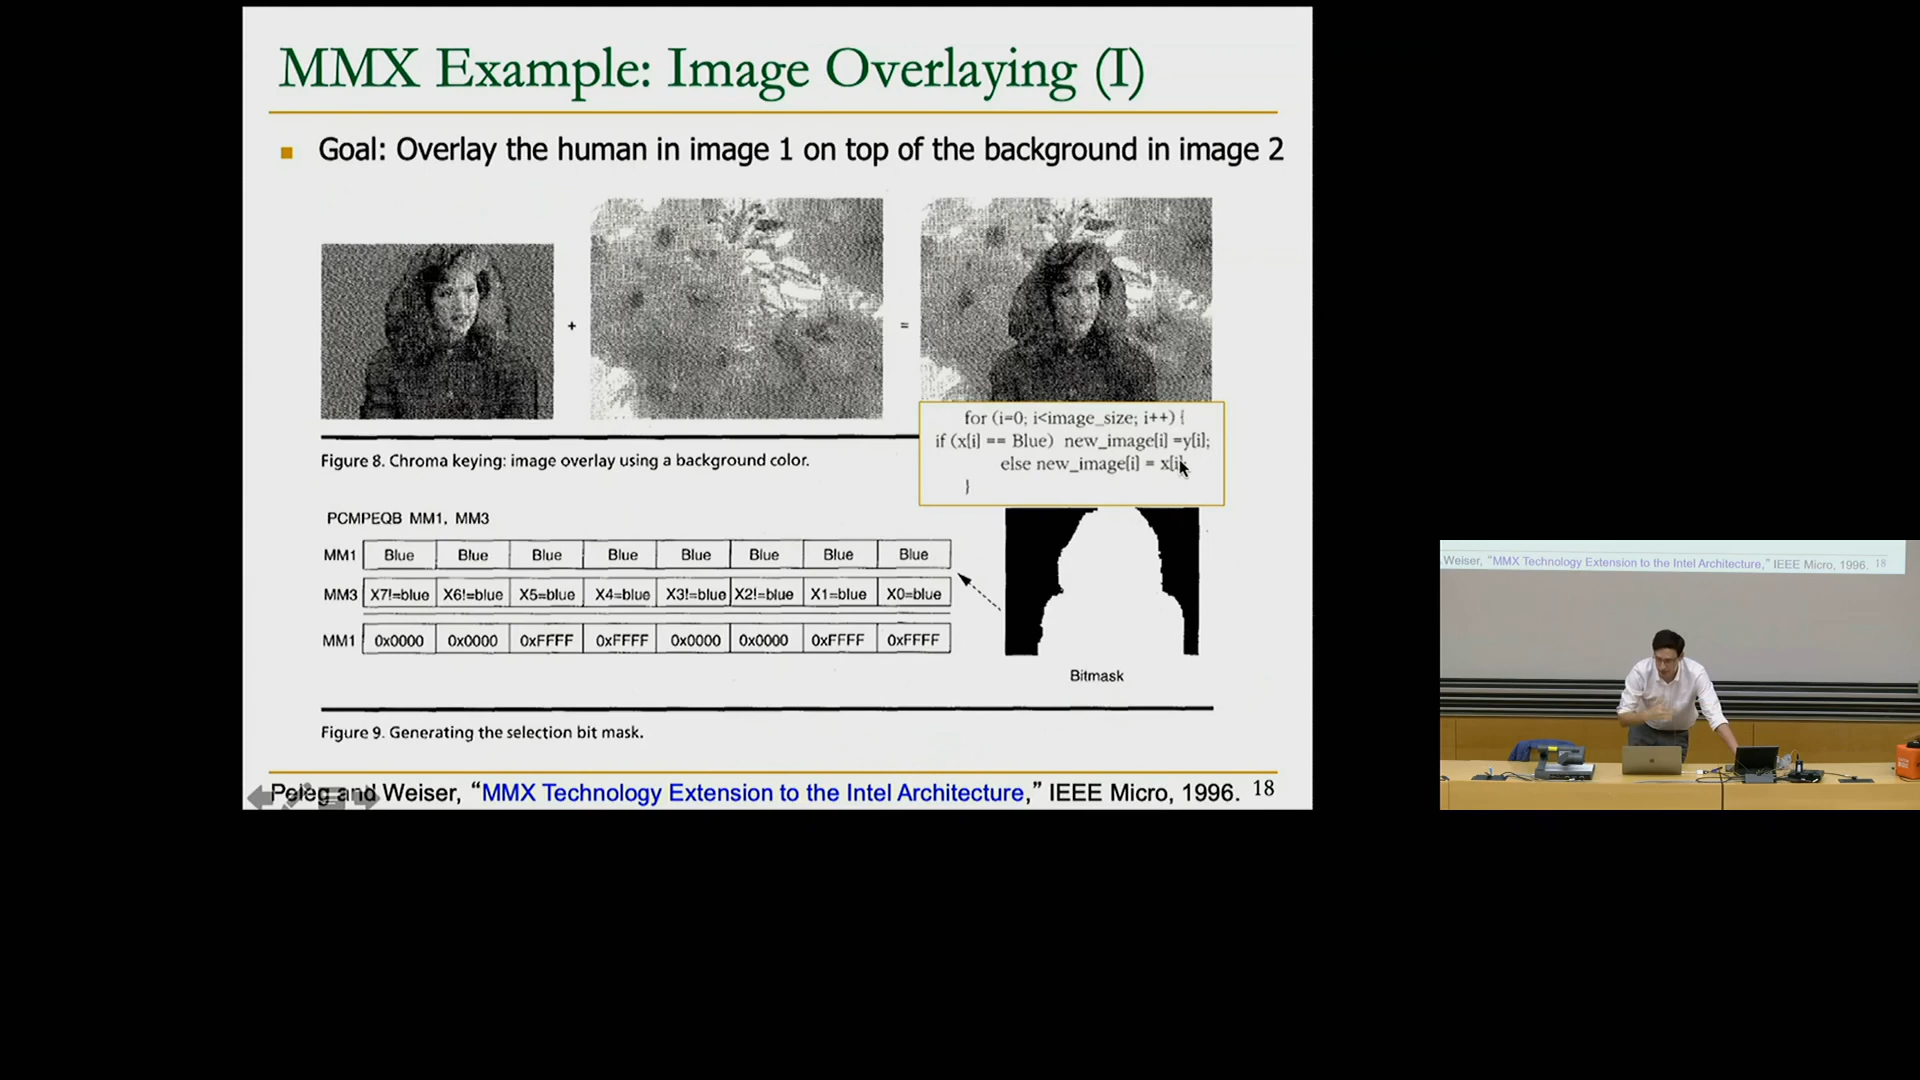 MMX Example: Image Overlaying (I)
Goal: Overlay the human in image 1 on top of the background in image 2
+
=
for (i=0; i<image_size; i++) {
if (x[i] == Blue) new_image[i] =y[i];
else new_image[i] = x[i];
}
Figure 8. Chroma keying: image overlay using a background color.
PCMPEQB MM1, MM3
MM1 Blue Blue Blue Blue Blue Blue Blue Blue
MM3 X7!=blue X6!=blue X5=blue X4=blue X3!=blue X2!=blue X1=blue X0=blue
MM1 0x0000 0x0000 0xFFFF 0xFFFF 0x0000 0x0000 0xFFFF 0xFFFF
Bitmask
Figure 9. Generating the selection bit mask.
Peleg and Weiser, “MMX Technology Extension to the Intel Architecture,” IEEE Micro, 1996. 18
Weiser, “MMX Technology Extension to the Intel Architecture,” IEEE Micro, 1996. 18